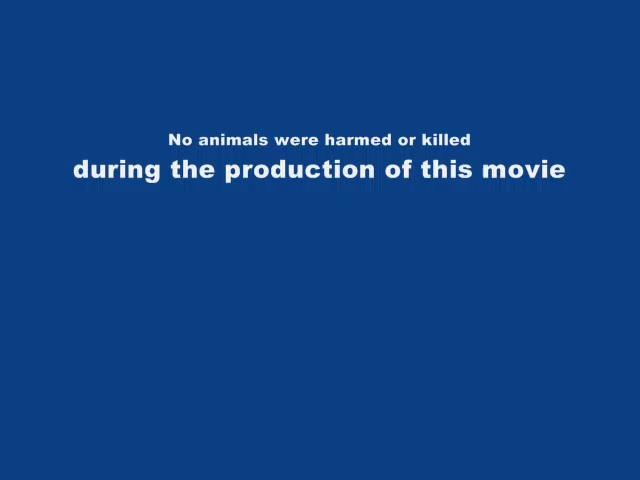 No animals were harmed or killed
during the production of this movie